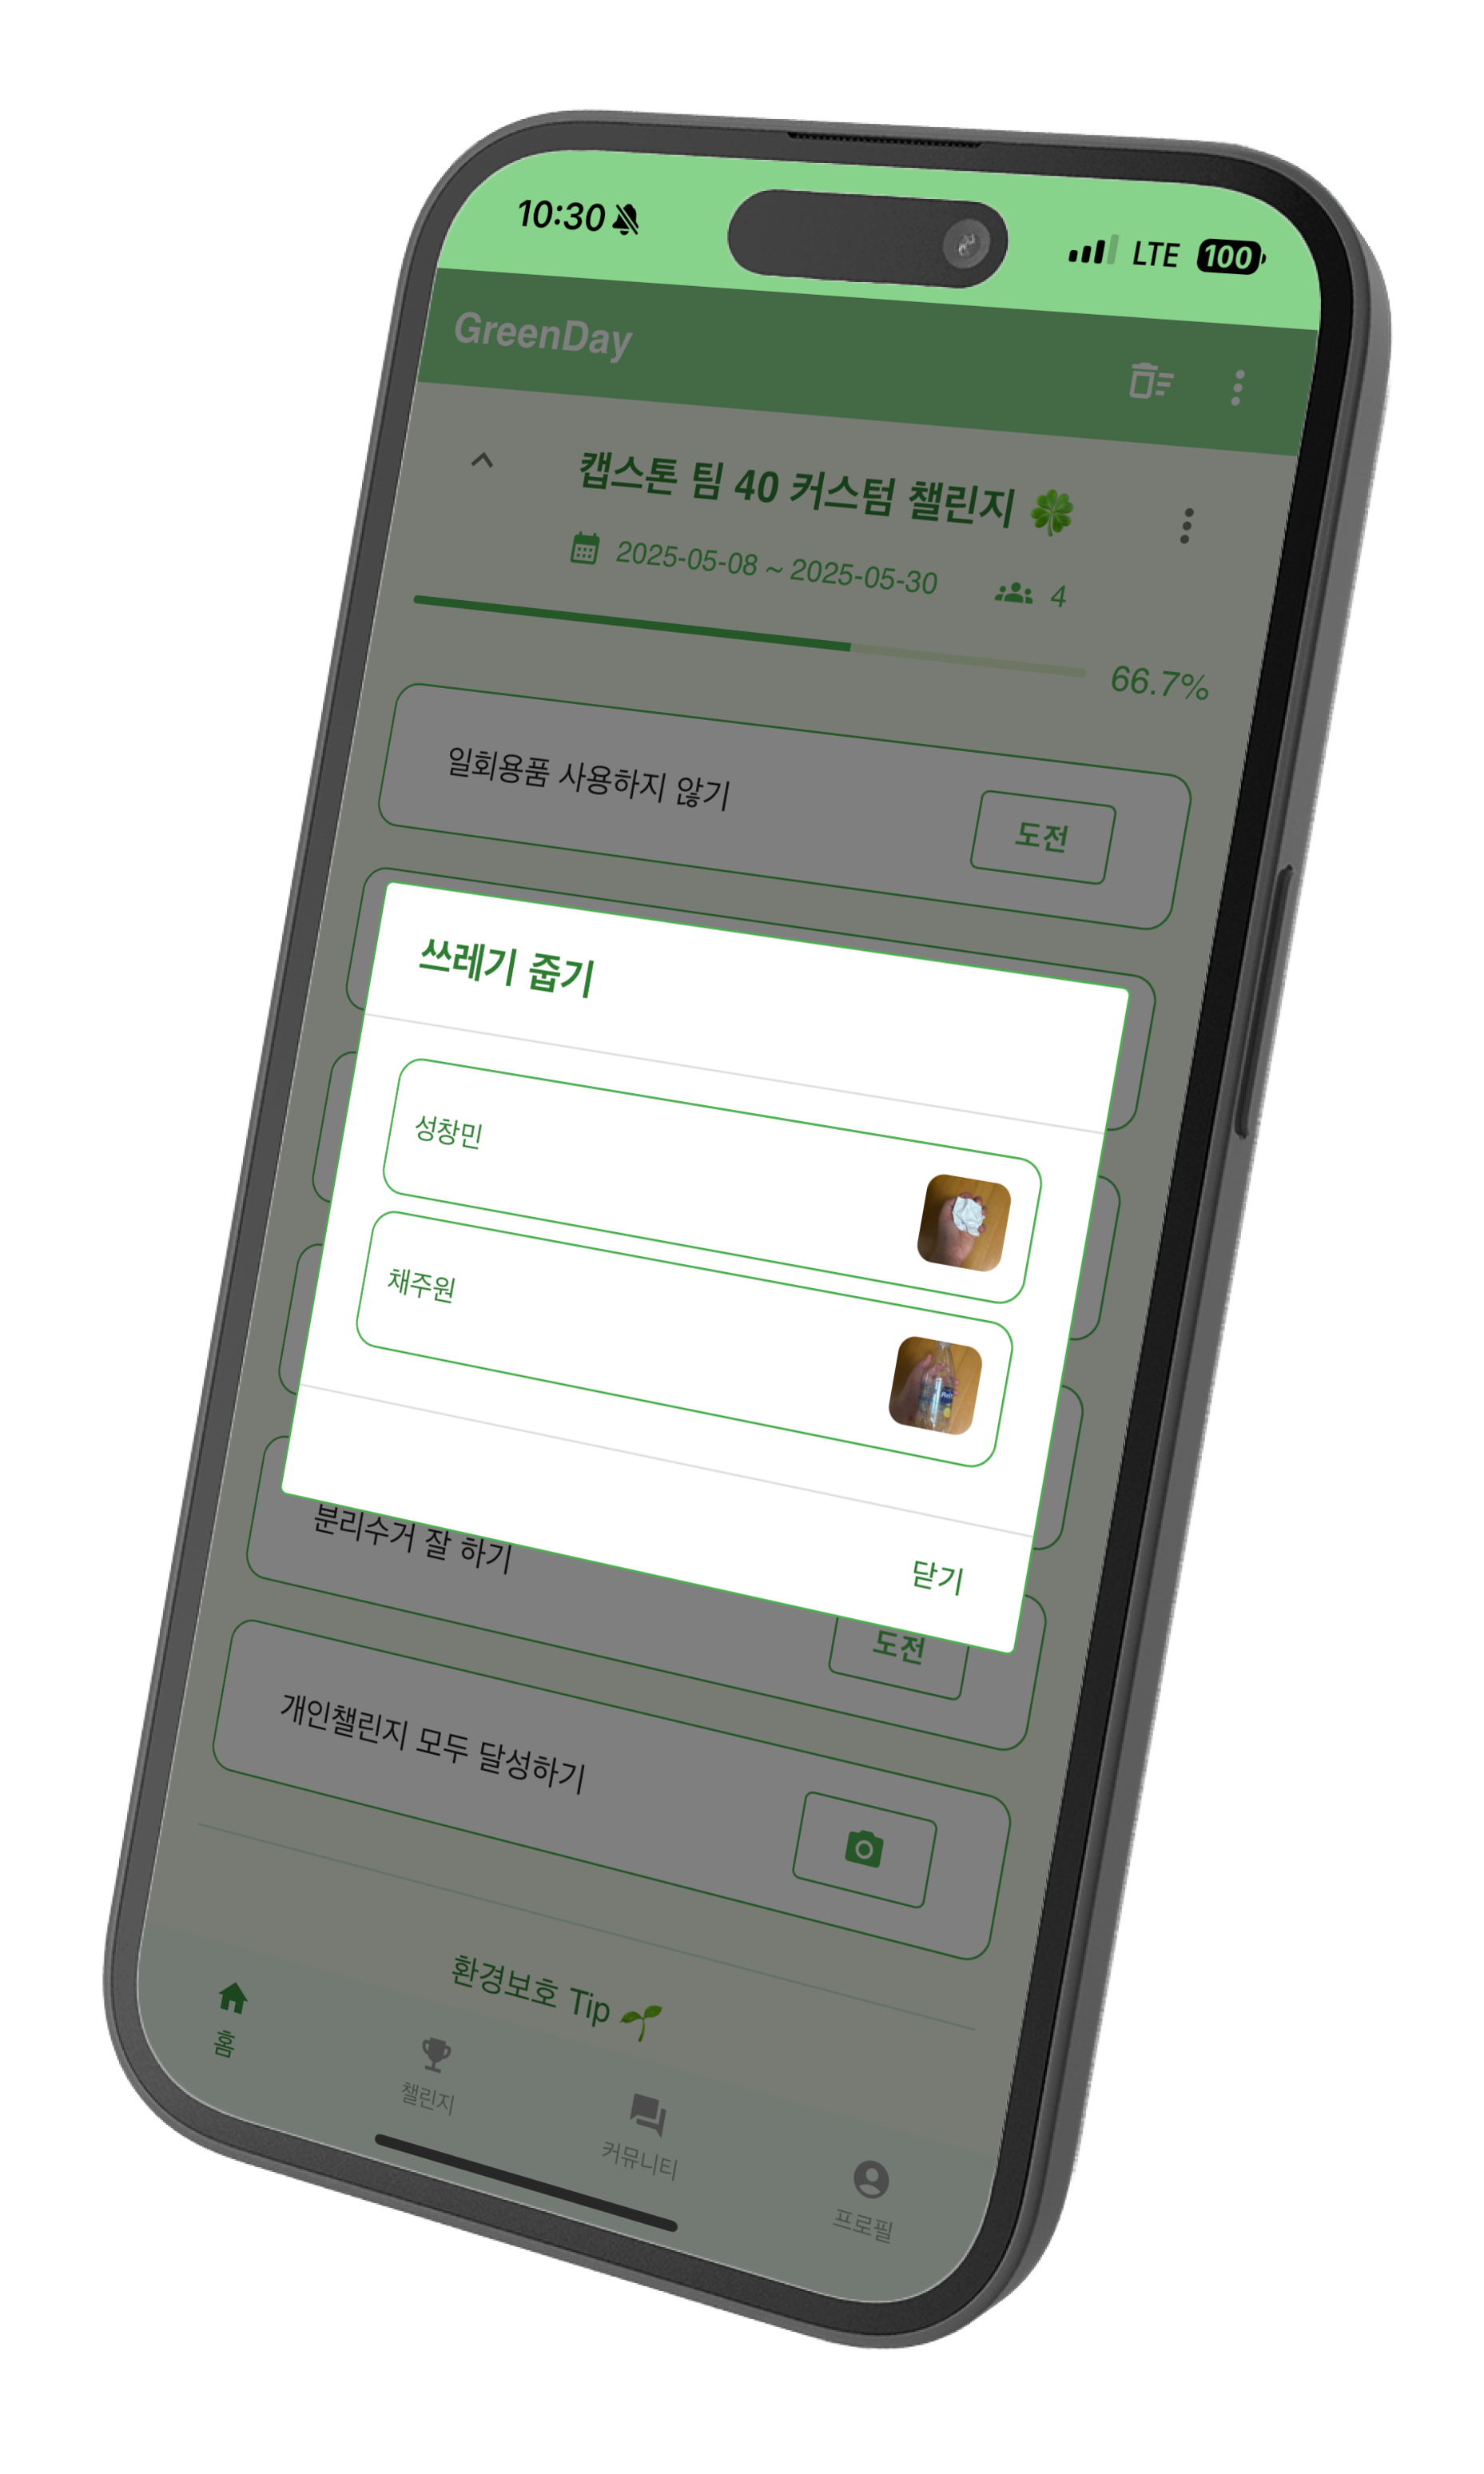 10:30
LTE 100
GreenDay
캡스톤 팀 40 커스텀 챌린지 🍀
2025-05-08 ~ 2025-05-30 4
66.7%
일회용품 사용하지 않기
도전
쓰레기 줍기
성창민
채주원
닫기
분리수거 잘 하기
도전
개인챌린지 모두 달성하기
환경보호 Tip 🌱
홈
챌린지
커뮤니티
프로필